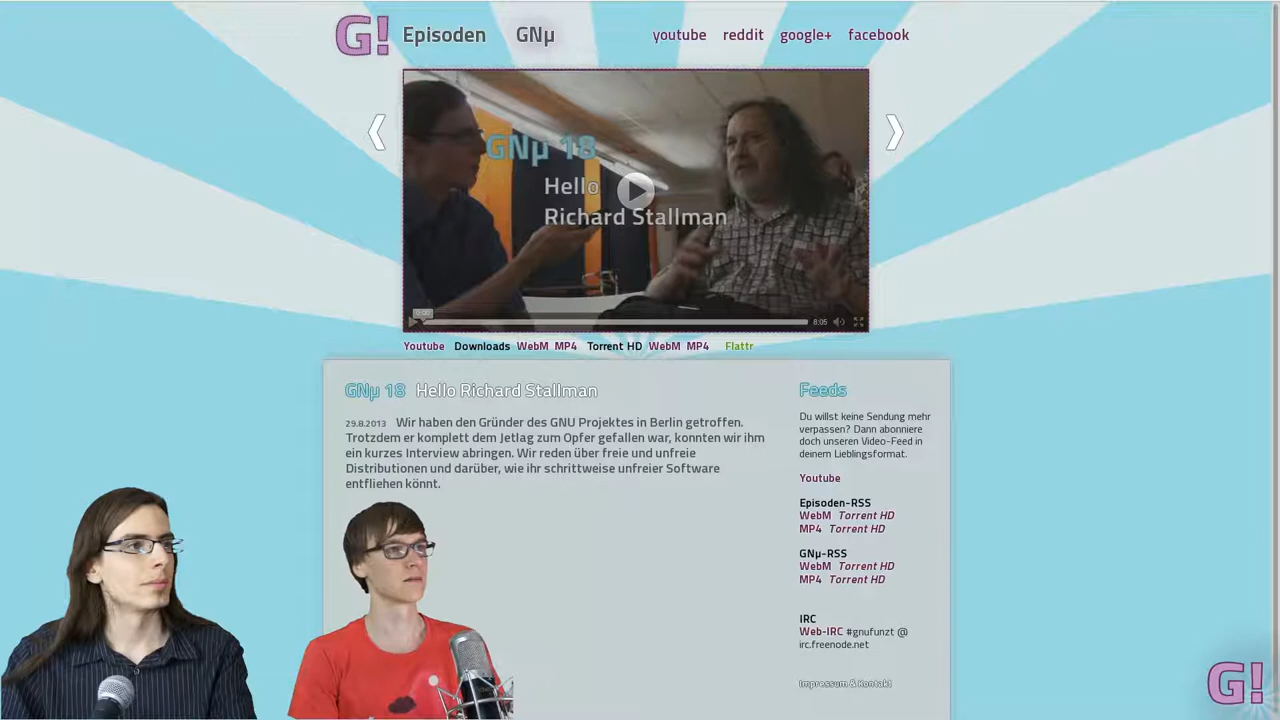 G! Episoden GNµ youtube reddit google+ facebook
GNµ 18
Hello
Richard Stallman
0:00
8:05
Youtube Downloads WebM MP4 Torrent HD WebM MP4 Flattr
GNµ 18 Hello Richard Stallman
29.8.2013 Wir haben den Gründer des GNU Projektes in Berlin getroffen.
Trotzdem er komplett dem Jetlag zum Opfer gefallen war, konnten wir ihm
ein kurzes Interview abringen. Wir reden über freie und unfreie
Distributionen und darüber, wie ihr schrittweise unfreier Software
entfliehen könnt.
Feeds
Du willst keine Sendung mehr
verpassen? Dann abonniere
doch unseren Video-Feed in
deinem Lieblingsformat.
Youtube
Episoden-RSS
WebM Torrent HD
MP4 Torrent HD
GNµ-RSS
WebM Torrent HD
MP4 Torrent HD
IRC
Web-IRC #gnufunzt @
irc.freenode.net
Impressum & Kontakt
G!